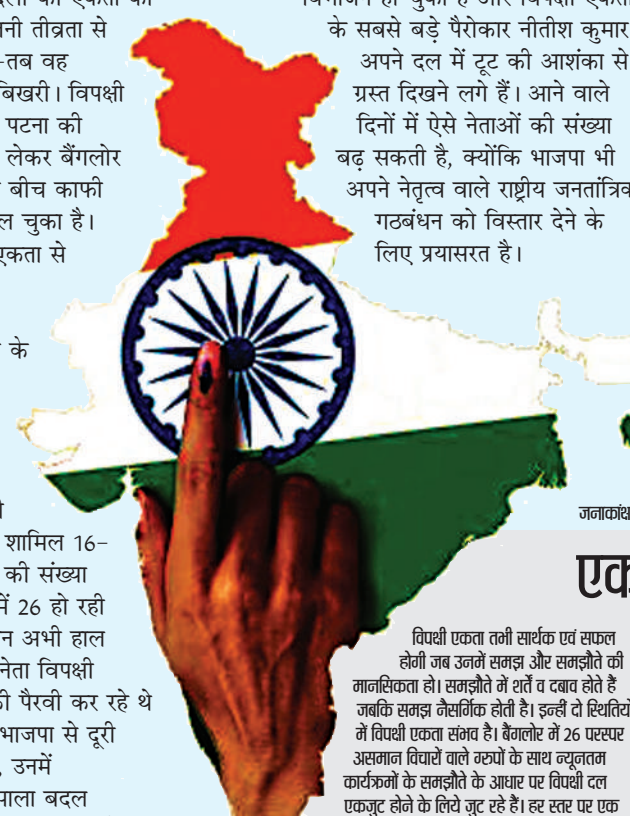 तीव्रता से
-तब वह
बिखरी। विपक्षी
पटना की
लेकर बैंगलोर
बीच काफी
चुका है।
एकता से
के
शामिल 16-
की संख्या
में 26 हो रही
अभी हाल
नेता विपक्षी
पैरवी कर रहे थे
भाजपा से दूरी
, उनमें
पाला बदल
के सबसे बड़े पैरोकार नीतीश कुमार
अपने दल में टूट की आशंका से
ग्रस्त दिखने लगे हैं। आने वाले
दिनों में ऐसे नेताओं की संख्या
बढ़ सकती है, क्योंकि भाजपा भी
अपने नेतृत्व वाले राष्ट्रीय जनतांत्रिक
गठबंधन को विस्तार देने के
लिए प्रयासरत है।
विपक्षी एकता तभी सार्थक एवं सफल
होगी जब उनमें समझ और समझौते की
मानसिकता हो। समझौते में शर्तें व दबाव होते हैं
जबकि समझ नैसर्गिक होती है। इन्हीं दो स्थितियों
में विपक्षी एकता संभव है। बैंगलोर में 26 परस्पर
असमान विचारों वाले ग्रुपों के साथ न्यूनतम
कार्यक्रमों के समझौते के आधार पर विपक्षी दल
एकजुट होने के लिये जुट रहे हैं। हर स्तर पर एक